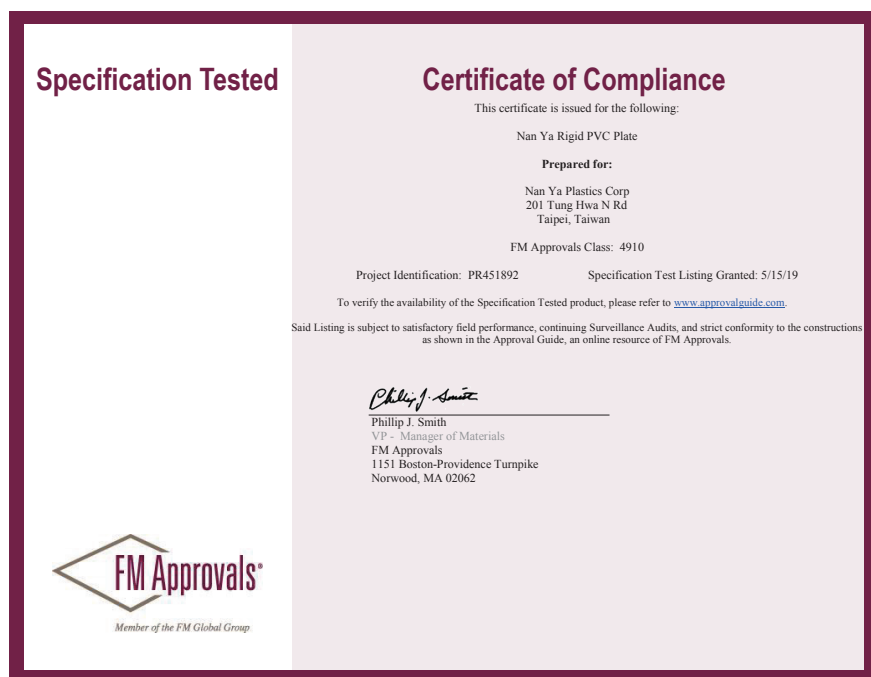 Specification Tested
Certificate of Compliance
This certificate is issued for the following:
Nan Ya Rigid PVC Plate
Prepared for:
Nan Ya Plastics Corp
201 Tung Hwa N Rd
Taipei, Taiwan
FM Approvals Class: 4910
Project Identification: PR451892 Specification Test Listing Granted: 5/15/19
To verify the availability of the Specification Tested product, please refer to www.approvalguide.com.
Said Listing is subject to satisfactory field performance, continuing Surveillance Audits, and strict conformity to the constructions
as shown in the Approval Guide, an online resource of FM Approvals.
Phillip J. Smith
Phillip J. Smith
VP - Manager of Materials
FM Approvals
1151 Boston-Providence Turnpike
Norwood, MA 02062
FM Approvals®
Member of the FM Global Group